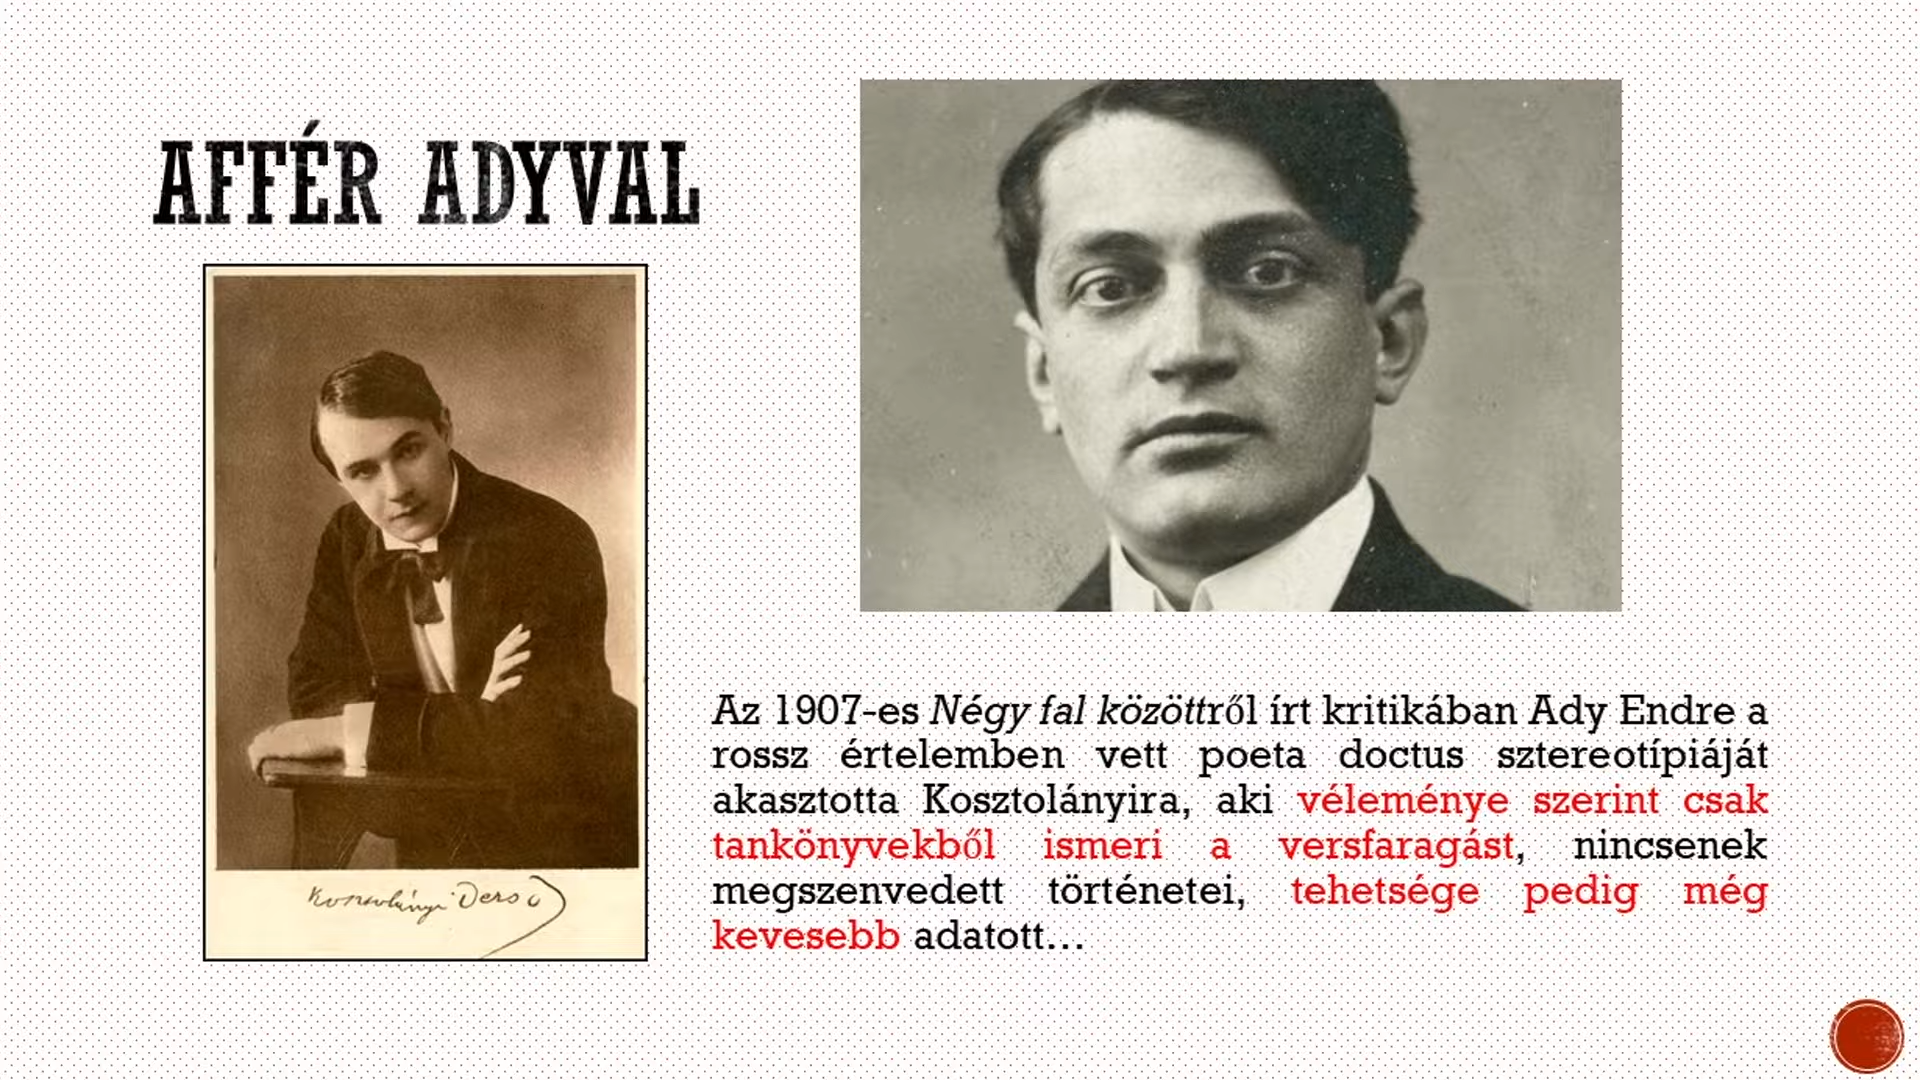 AFFÉR ADYVAL
Kosztolányi Dezső
Az 1907-es Négy fal közöttről írt kritikában Ady Endre a
rossz értelemben vett poeta doctus sztereotípiáját
akasztotta Kosztolányira, aki véleménye szerint csak
tankönyvekből ismeri a versfaragást, nincsenek
megszenvedett történetei, tehetsége pedig még
kevesebb adatott…